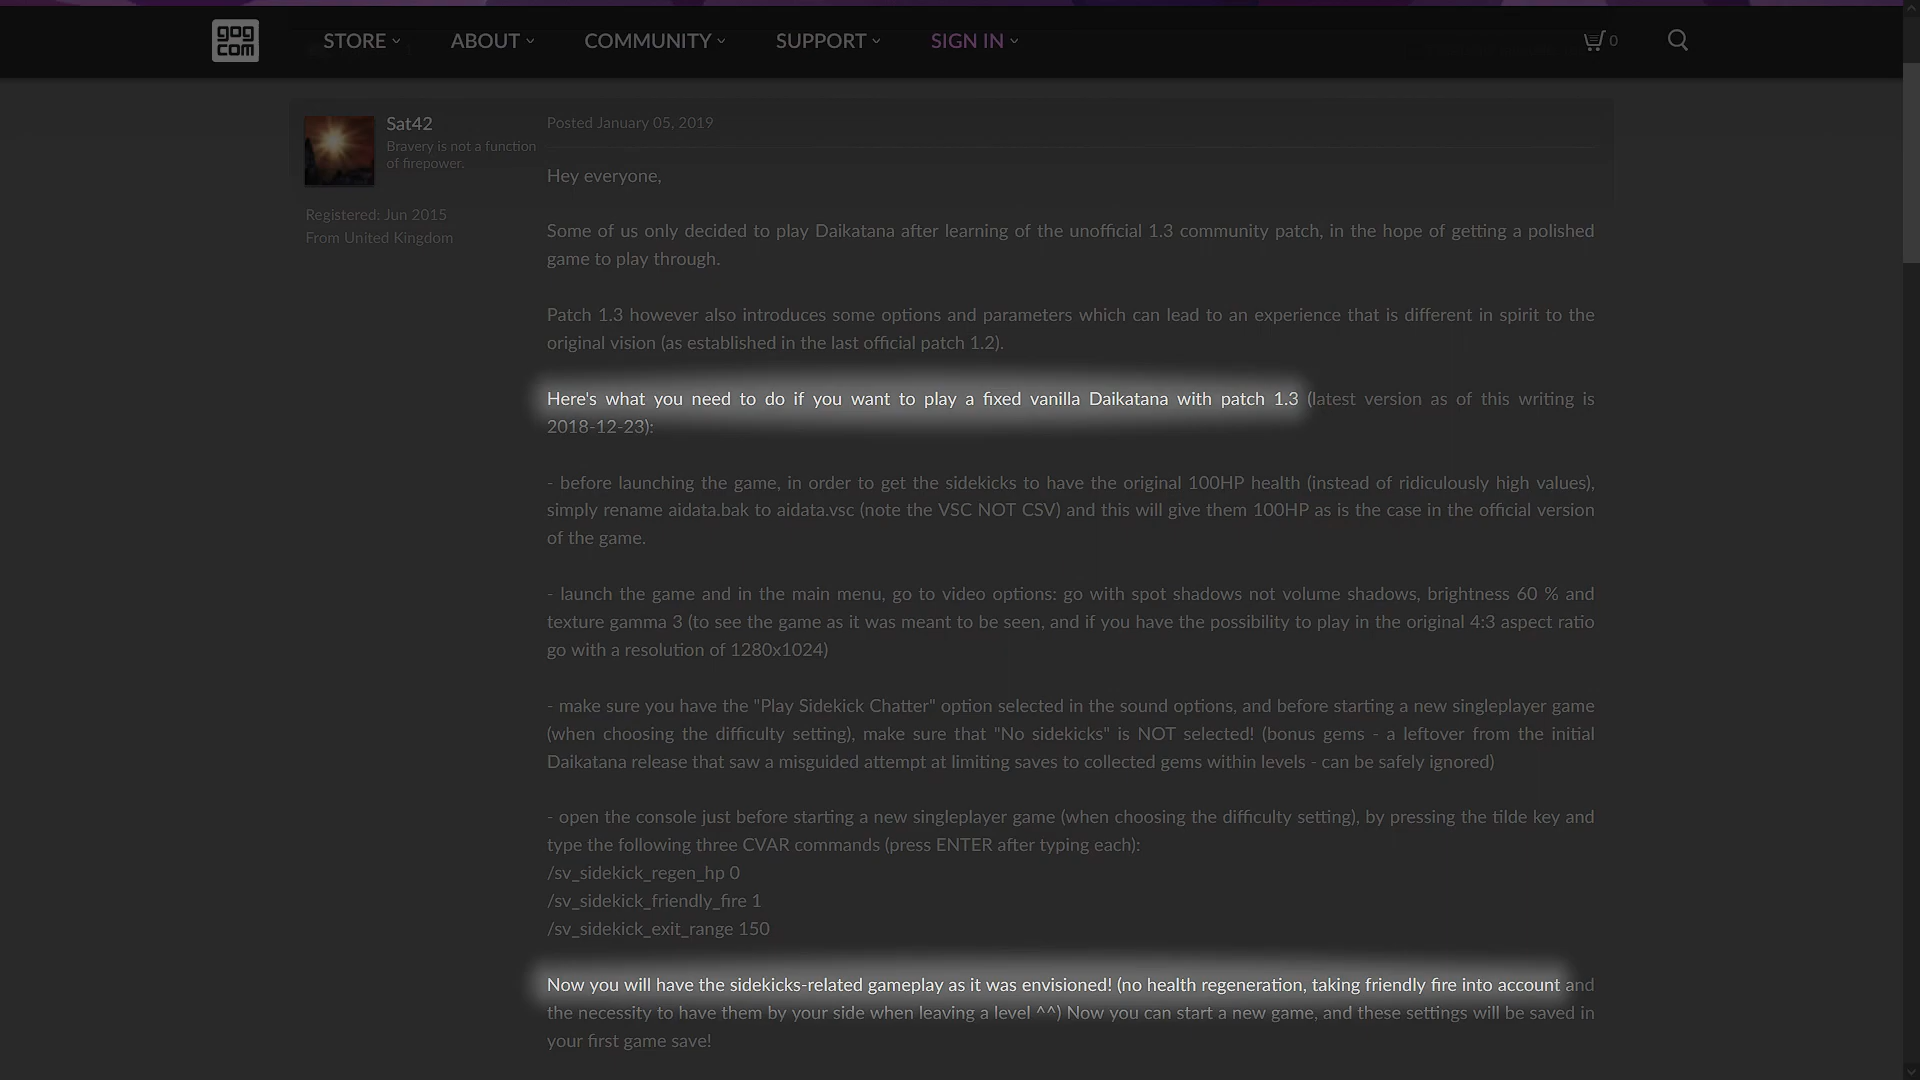 gog
com
STORE
ABOUT
COMMUNITY
SUPPORT
SIGN IN
0
Sat42
Bravery is not a function
of firepower.
Registered: Jun 2015
From United Kingdom
Posted January 05, 2019
Hey everyone,
Some of us only decided to play Daikatana after learning of the unofficial 1.3 community patch, in the hope of getting a polished
game to play through.
Patch 1.3 however also introduces some options and parameters which can lead to an experience that is different in spirit to the
original vision (as established in the last official patch 1.2).
Here's what you need to do if you want to play a fixed vanilla Daikatana with patch 1.3 (latest version as of this writing is
2018-12-23):
- before launching the game, in order to get the sidekicks to have the original 100HP health (instead of ridiculously high values),
simply rename aidata.bak to aidata.vsc (note the VSC NOT CSV) and this will give them 100HP as is the case in the official version
of the game.
- launch the game and in the main menu, go to video options: go with spot shadows not volume shadows, brightness 60 % and
texture gamma 3 (to see the game as it was meant to be seen, and if you have the possibility to play in the original 4:3 aspect ratio
go with a resolution of 1280x1024)
- make sure you have the "Play Sidekick Chatter" option selected in the sound options, and before starting a new singleplayer game
(when choosing the difficulty setting), make sure that "No sidekicks" is NOT selected! (bonus gems - a leftover from the initial
Daikatana release that saw a misguided attempt at limiting saves to collected gems within levels - can be safely ignored)
- open the console just before starting a new singleplayer game (when choosing the difficulty setting), by pressing the tilde key and
type the following three CVAR commands (press ENTER after typing each):
/sv_sidekick_regen_hp 0
/sv_sidekick_friendly_fire 1
/sv_sidekick_exit_range 150
Now you will have the sidekicks-related gameplay as it was envisioned! (no health regeneration, taking friendly fire into account and
the necessity to have them by your side when leaving a level ^^) Now you can start a new game, and these settings will be saved in
your first game save!